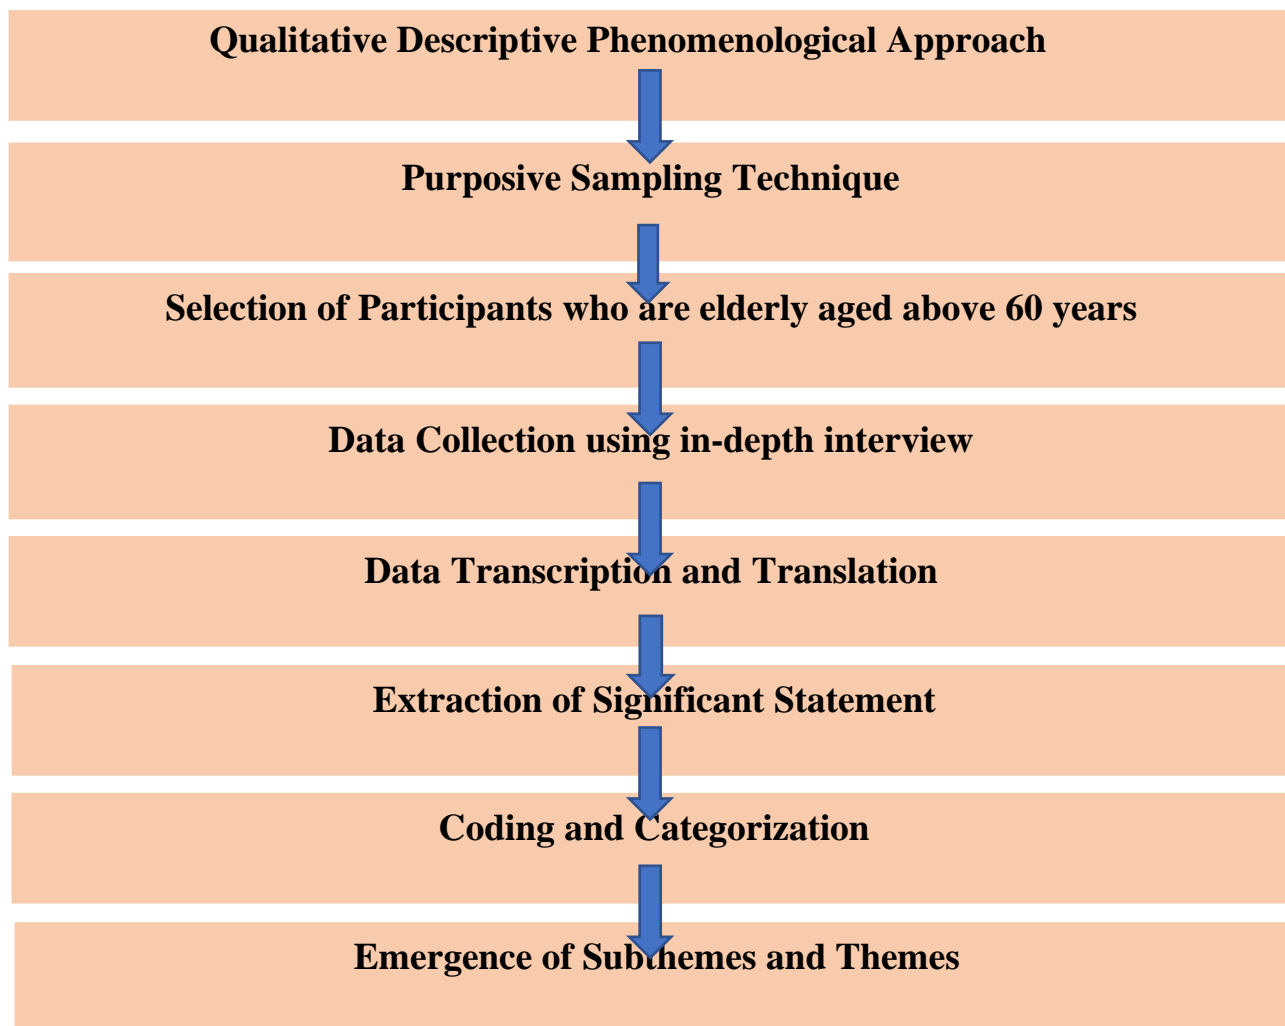 Qualitative Descriptive Phenomenological Approach
Purposive Sampling Technique
Selection of Participants who are elderly aged above 60 years
Data Collection using in-depth interview
Data Transcription and Translation
Extraction of Significant Statement
Coding and Categorization
Emergence of Subthemes and Themes